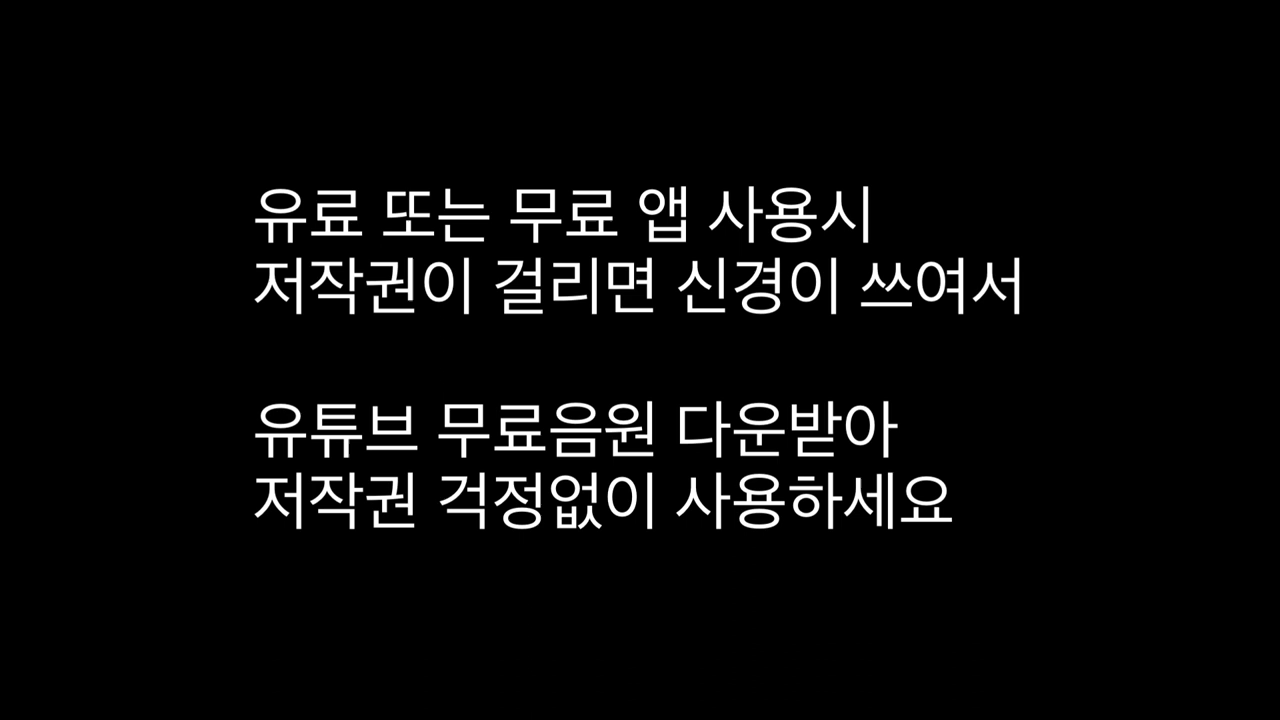 유료 또는 무료 앱 사용시
저작권이 걸리면 신경이 쓰여서
유튜브 무료음원 다운받아
저작권 걱정없이 사용하세요